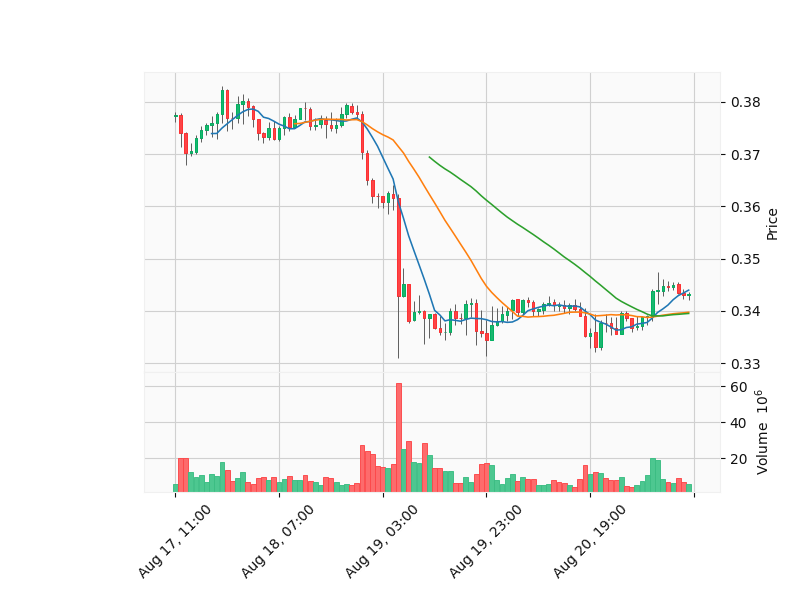 0.38
0.37
0.36
0.35
0.34
0.33
Price
60
40
20
Volume 10^6
Aug 17, 11:00
Aug 18, 07:00
Aug 19, 03:00
Aug 19, 23:00
Aug 20, 19:00